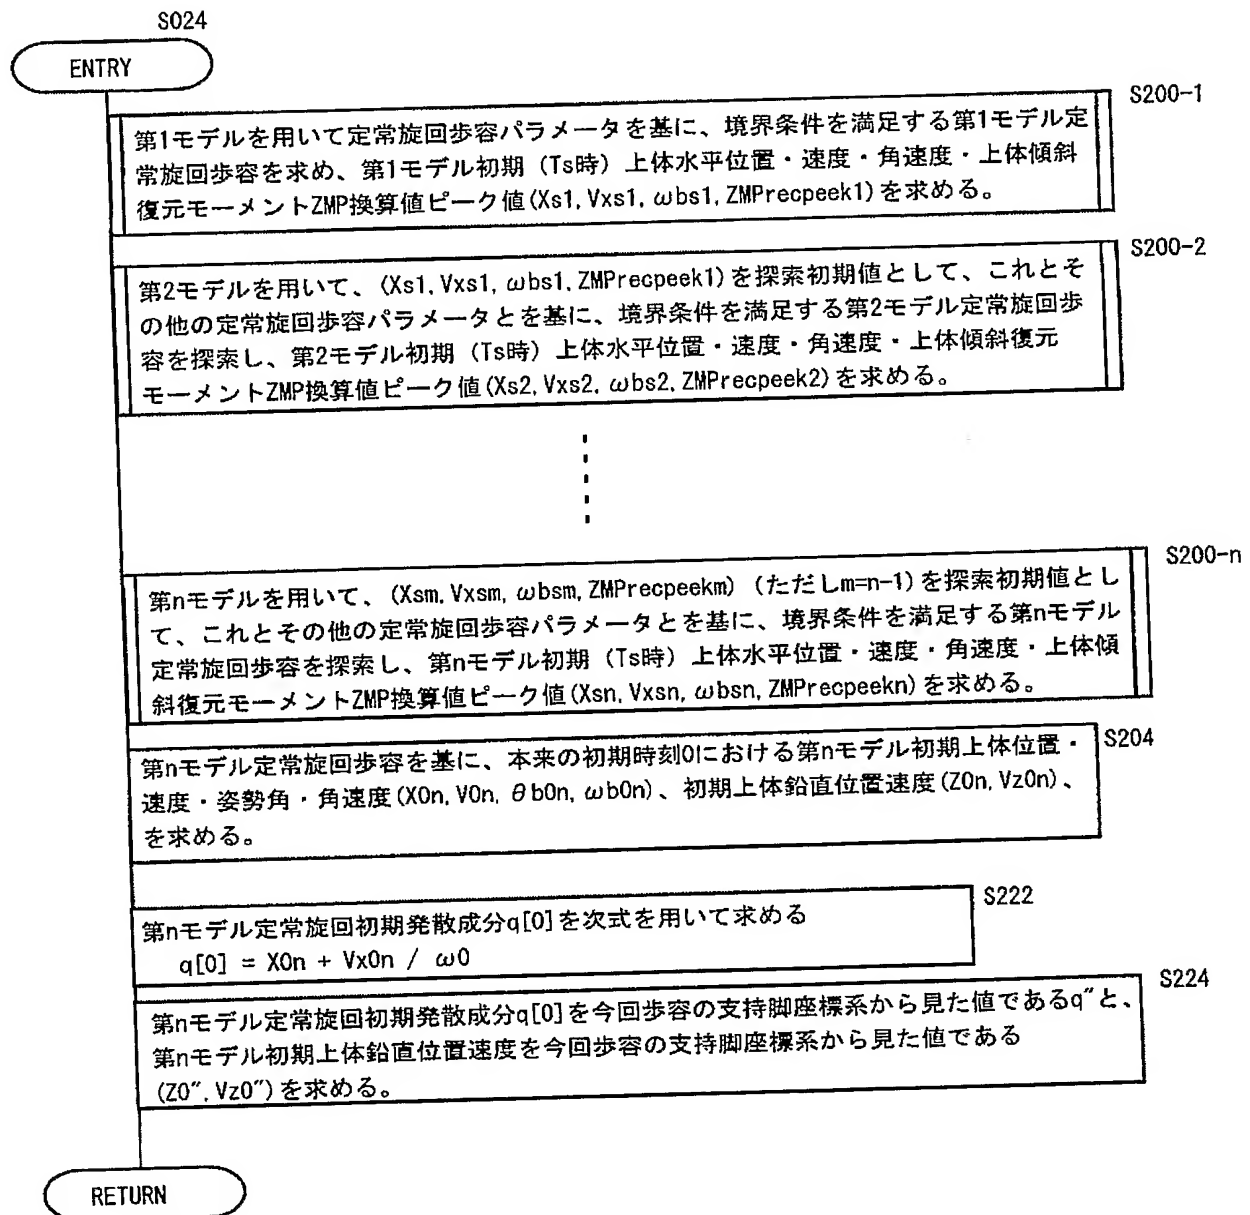 S024
ENTRY
S200-1
第1モデルを用いて定常旋回歩容パラメータを基に、境界条件を満足する第1モデル定
常旋回歩容を求め、第1モデル初期（Ts時）上体水平位置・速度・角速度・上体傾斜
復元モーメントZMP換算値ピーク値(Xs1, Vxs1, ωbs1, ZMPrecpeek1)を求める。
S200-2
第2モデルを用いて、(Xs1, Vxs1, ωbs1, ZMPrecpeek1)を探索初期値として、これとそ
の他の定常旋回歩容パラメータとを基に、境界条件を満足する第2モデル定常旋回歩
容を探索し、第2モデル初期（Ts時）上体水平位置・速度・角速度・上体傾斜復元
モーメントZMP換算値ピーク値(Xs2, Vxs2, ωbs2, ZMPrecpeek2)を求める。
S200-n
第nモデルを用いて、(Xsm, Vxsm, ωbsm, ZMPrecpeekm)（ただしm=n-1）を探索初期値とし
て、これとその他の定常旋回歩容パラメータとを基に、境界条件を満足する第nモデル
定常旋回歩容を探索し、第nモデル初期（Ts時）上体水平位置・速度・角速度・上体傾
斜復元モーメントZMP換算値ピーク値(Xsn, Vxsn, ωbsn, ZMPrecpeekn)を求める。
S204
第nモデル定常旋回歩容を基に、本来の初期時刻0における第nモデル初期上体位置・
速度・姿勢角・角速度(X0n, V0n, θb0n, ωb0n)、初期上体鉛直位置速度(Z0n, Vz0n)、
を求める。
S222
第nモデル定常旋回初期発散成分q[0]を次式を用いて求める
q[0] = X0n + Vx0n / ω0
S224
第nモデル定常旋回初期発散成分q[0]を今回歩容の支持脚座標系から見た値であるq″と、
第nモデル初期上体鉛直位置速度を今回歩容の支持脚座標系から見た値である
(Z0″, Vz0″)を求める。
RETURN